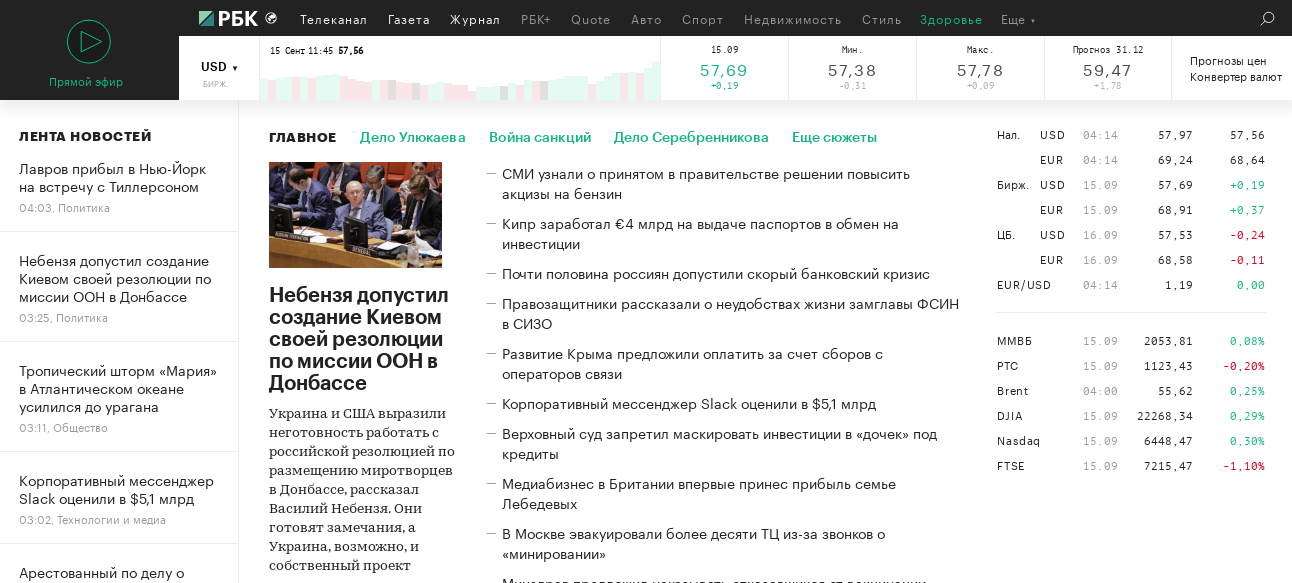 РБК
Телеканал Газета Журнал РБК+ Quote Авто Спорт Недвижимость Стиль Здоровье Еще
Прямой эфир
USD
БИРЖ.
15 Сент 11:45 57,56
15.09
57,69
+0,19
Мин.
57,38
-0,31
Макс.
57,78
+0,09
Прогноз 31.12
59,47
+1,78
Прогнозы цен
Конвертер валют
ЛЕНТА НОВОСТЕЙ
Лавров прибыл в Нью-Йорк
на встречу с Тиллерсоном
04:03, Политика
Небензя допустил создание
Киевом своей резолюции по
миссии ООН в Донбассе
03:25, Политика
Тропический шторм «Мария»
в Атлантическом океане
усилился до урагана
03:11, Общество
Корпоративный мессенджер
Slack оценили в $5,1 млрд
03:02, Технологии и медиа
Арестованный по делу о
ГЛАВНОЕ Дело Улюкаева Война санкций Дело Серебренникова Еще сюжеты
Небензя допустил
создание Киевом
своей резолюции
по миссии ООН в
Донбассе
Украина и США выразили
неготовность работать с
российской резолюцией по
размещению миротворцев
в Донбассе, рассказал
Василий Небензя. Они
готовят замечания, а
Украина, возможно, и
собственный проект
СМИ узнали о принятом в правительстве решении повысить
акцизы на бензин
Кипр заработал €4 млрд на выдаче паспортов в обмен на
инвестиции
Почти половина россиян допустили скорый банковский кризис
Правозащитники рассказали о неудобствах жизни замглавы ФСИН
в СИЗО
Развитие Крыма предложили оплатить за счет сборов с
операторов связи
Корпоративный мессенджер Slack оценили в $5,1 млрд
Верховный суд запретил маскировать инвестиции в «дочек» под
кредиты
Медиабизнес в Британии впервые принес прибыль семье
Лебедевых
В Москве эвакуировали более десяти ТЦ из-за звонков о
«минировании»
Нал. USD 04:14 57,97 57,56
EUR 04:14 69,24 68,64
Бирж. USD 15.09 57,69 +0,19
EUR 15.09 68,91 +0,37
ЦБ. USD 16.09 57,53 -0,24
EUR 16.09 68,58 -0,11
EUR/USD 04:14 1,19 0,00
ММВБ 15.09 2053,81 0,08%
РТС 15.09 1123,43 -0,20%
Brent 04:00 55,62 0,25%
DJIA 15.09 22268,34 0,29%
Nasdaq 15.09 6448,47 0,30%
FTSE 15.09 7215,47 -1,10%